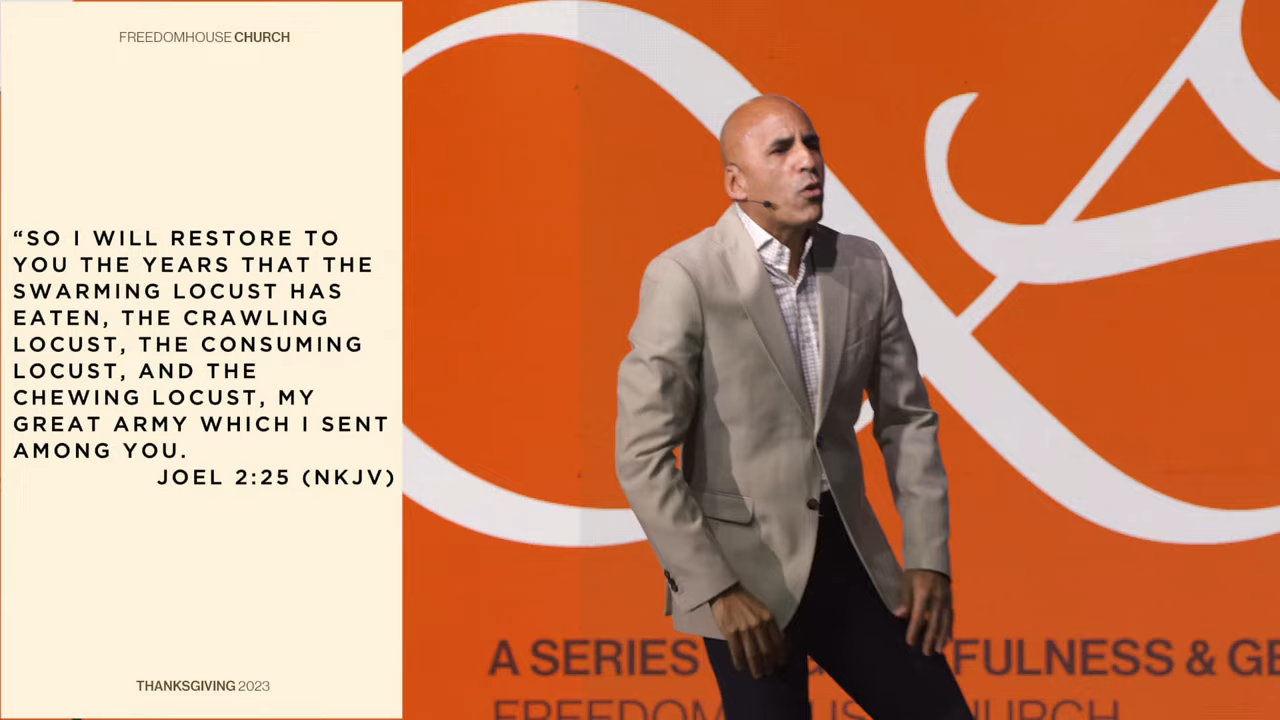 FREEDOMHOUSE CHURCH
“SO I WILL RESTORE TO
YOU THE YEARS THAT THE
SWARMING LOCUST HAS
EATEN, THE CRAWLING
LOCUST, THE CONSUMING
LOCUST, AND THE
CHEWING LOCUST, MY
GREAT ARMY WHICH I SENT
AMONG YOU.
JOEL 2:25 (NKJV)
THANKSGIVING 2023
A SERIES FULNESS & GE